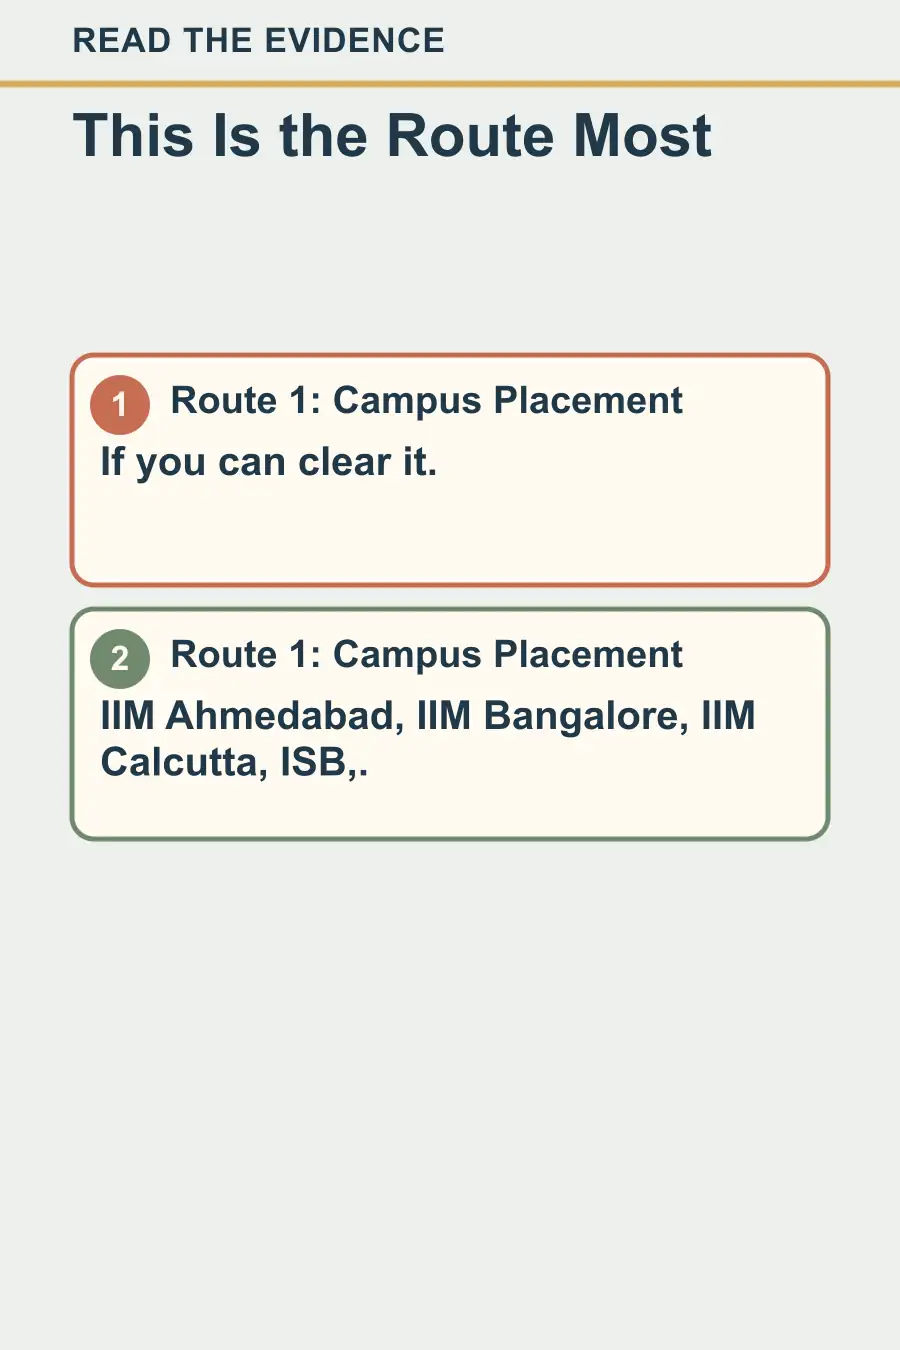 READ THE EVIDENCE
This Is the Route Most
1
Route 1: Campus Placement
If you can clear it.
2
Route 1: Campus Placement
IIM Ahmedabad, IIM Bangalore, IIM
Calcutta, ISB,.